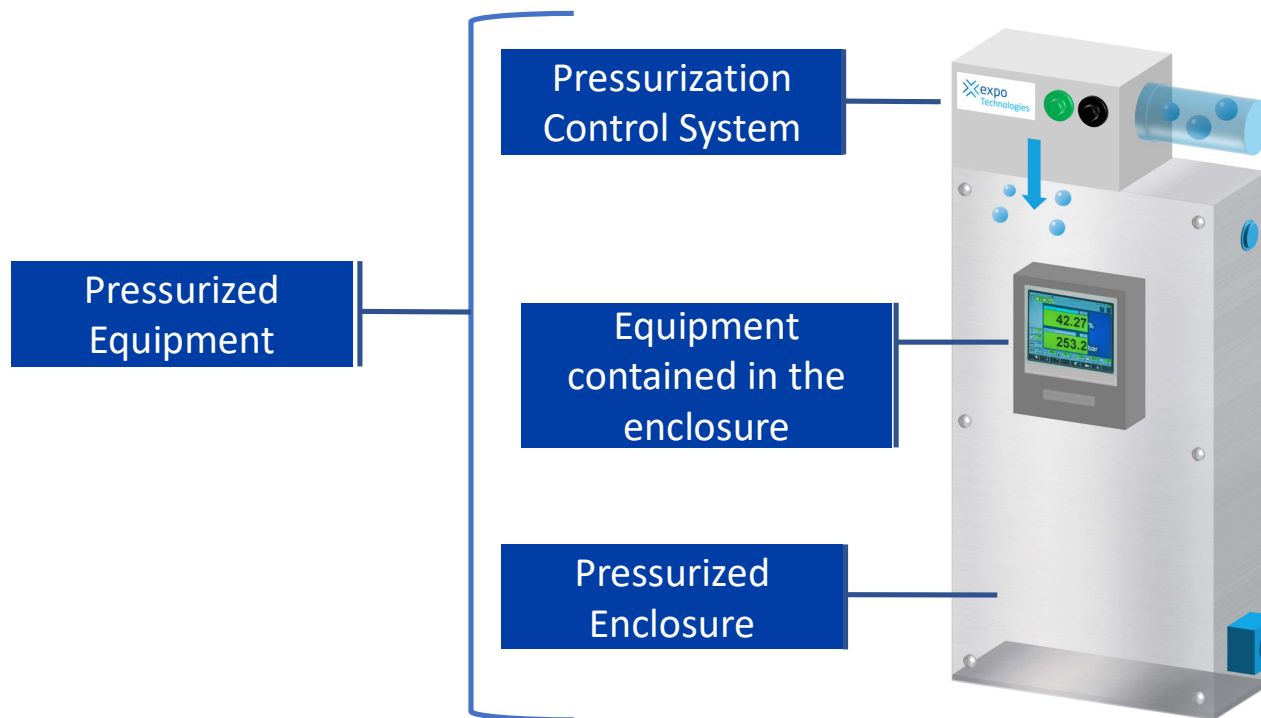 Pressurization
Control System
expo
Technologies
Pressurized
Equipment
Equipment
contained in the
enclosure
42.27 %
253.2 bar
Pressurized
Enclosure